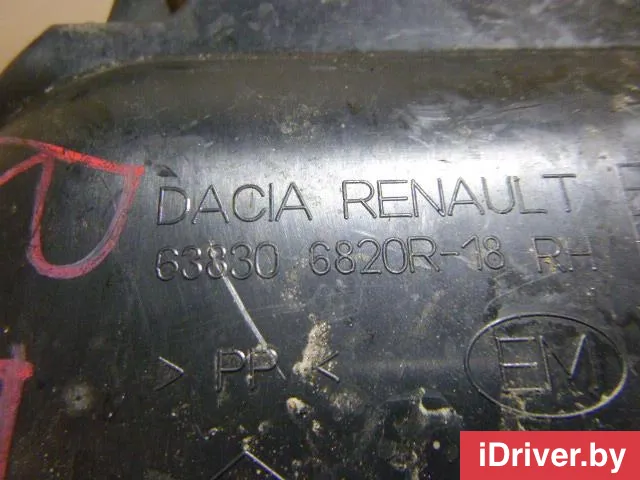 DACIA RENAULT
63830 6820R-18 RH
> PP <
EM
iDriver.by